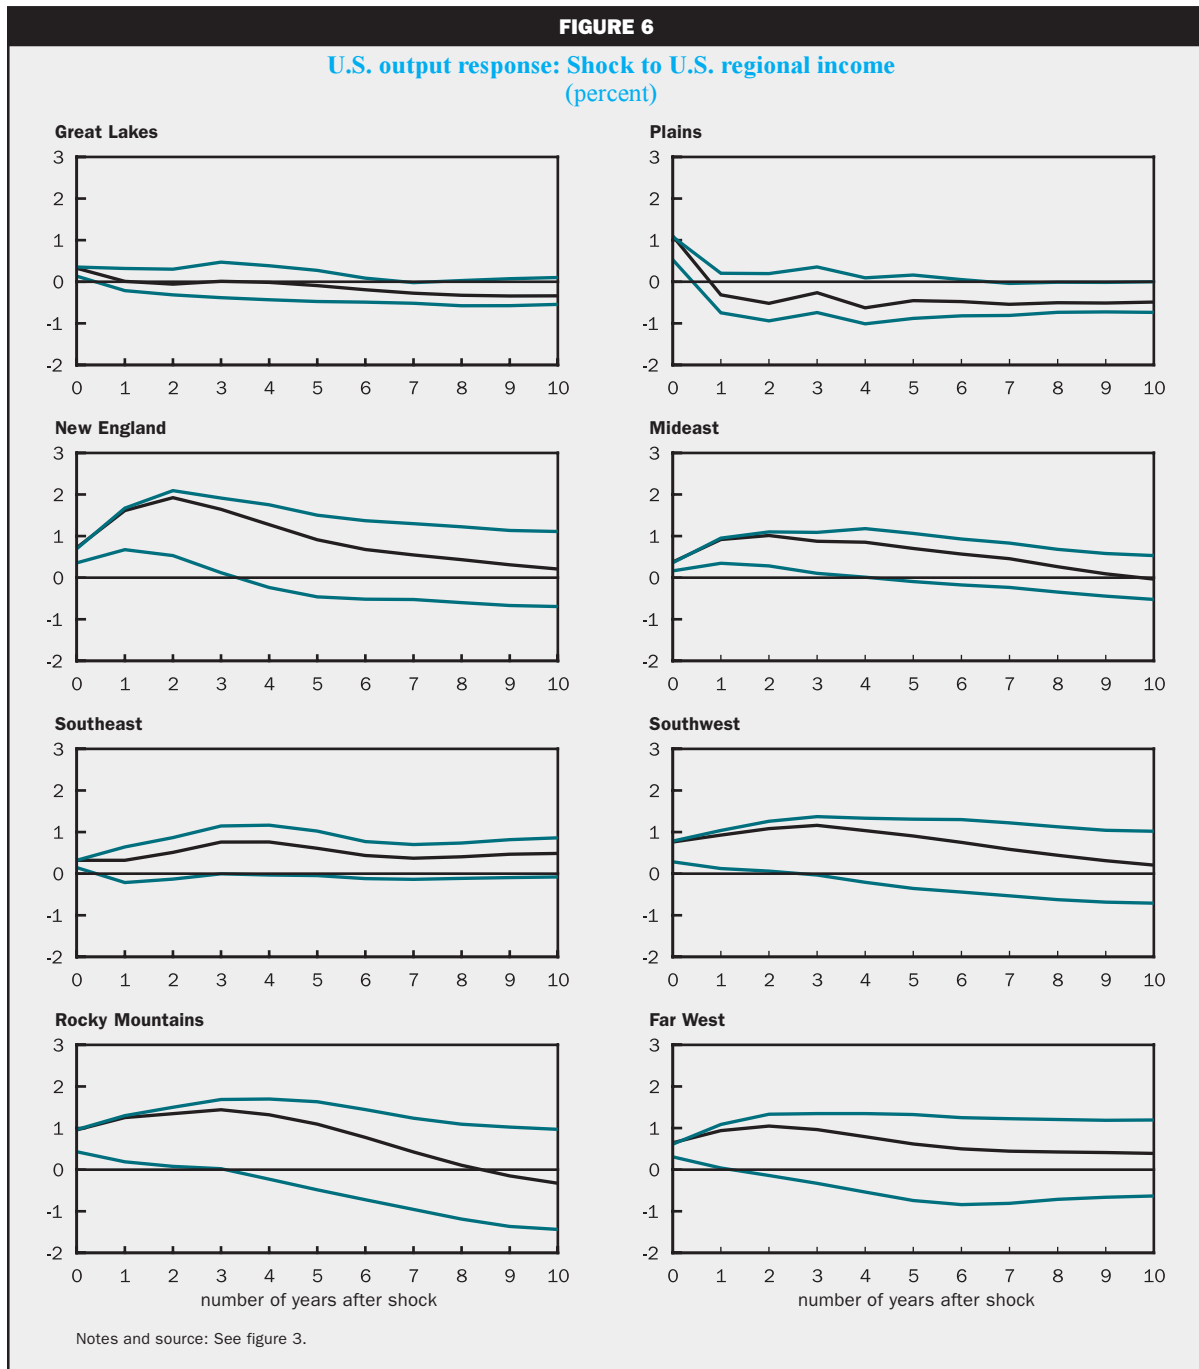 FIGURE 6
U.S. output response: Shock to U.S. regional income
(percent)
Great Lakes
3
2
1
0
-1
-2
0 1 2 3 4 5 6 7 8 9 10
Plains
3
2
1
0
-1
-2
0 1 2 3 4 5 6 7 8 9 10
New England
3
2
1
0
-1
-2
0 1 2 3 4 5 6 7 8 9 10
Mideast
3
2
1
0
-1
-2
0 1 2 3 4 5 6 7 8 9 10
Southeast
3
2
1
0
-1
-2
0 1 2 3 4 5 6 7 8 9 10
Southwest
3
2
1
0
-1
-2
0 1 2 3 4 5 6 7 8 9 10
Rocky Mountains
3
2
1
0
-1
-2
0 1 2 3 4 5 6 7 8 9 10
number of years after shock
Far West
3
2
1
0
-1
-2
0 1 2 3 4 5 6 7 8 9 10
number of years after shock
Notes and source: See figure 3.